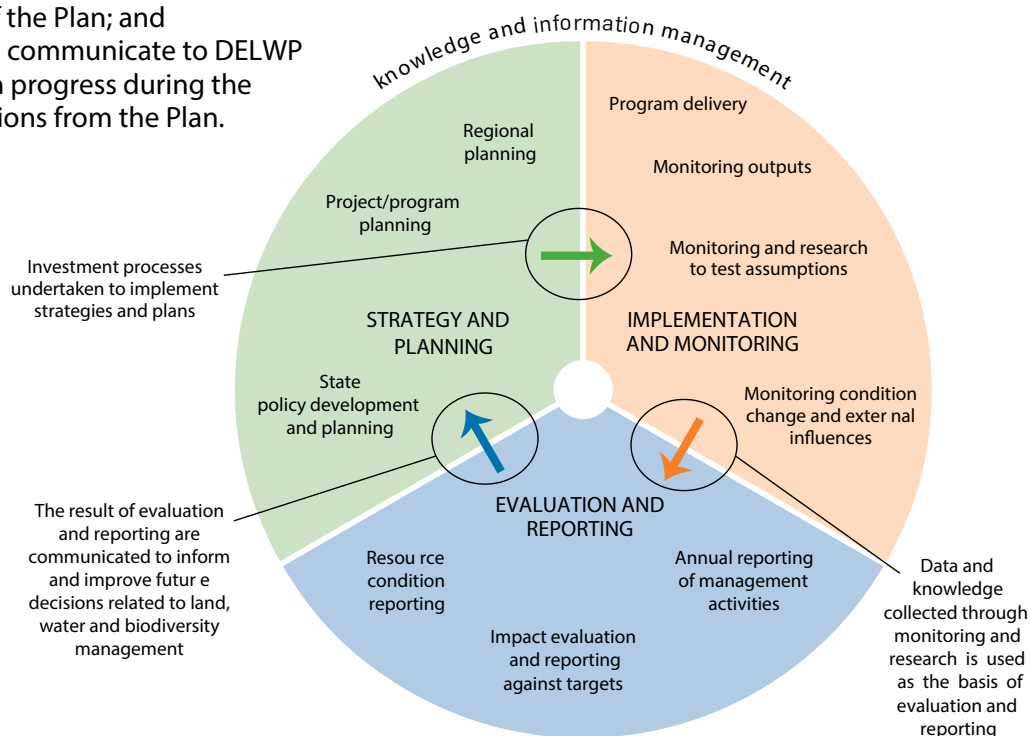 f the Plan; and
communicate to DELWP
progress during the
ions from the Plan.
knowledge and information management
Program delivery
Regional
planning
Monitoring outputs
Project/program
planning
Monitoring and research
to test assumptions
Investment processes
undertaken to implement
strategies and plans
STRATEGY AND
PLANNING
IMPLEMENTATION
AND MONITORING
State
policy development
and planning
Monitoring condition
change and exter nal
influences
EVALUATION AND
REPORTING
The result of evaluation
and reporting are
communicated to inform
and improve futur e
decisions related to land,
water and biodiversity
management
Resou rce
condition
reporting
Annual reporting
of management
activities
Impact evaluation
and reporting
against targets
Data and
knowledge
collected through
monitoring and
research is used
as the basis of
evaluation and
reporting